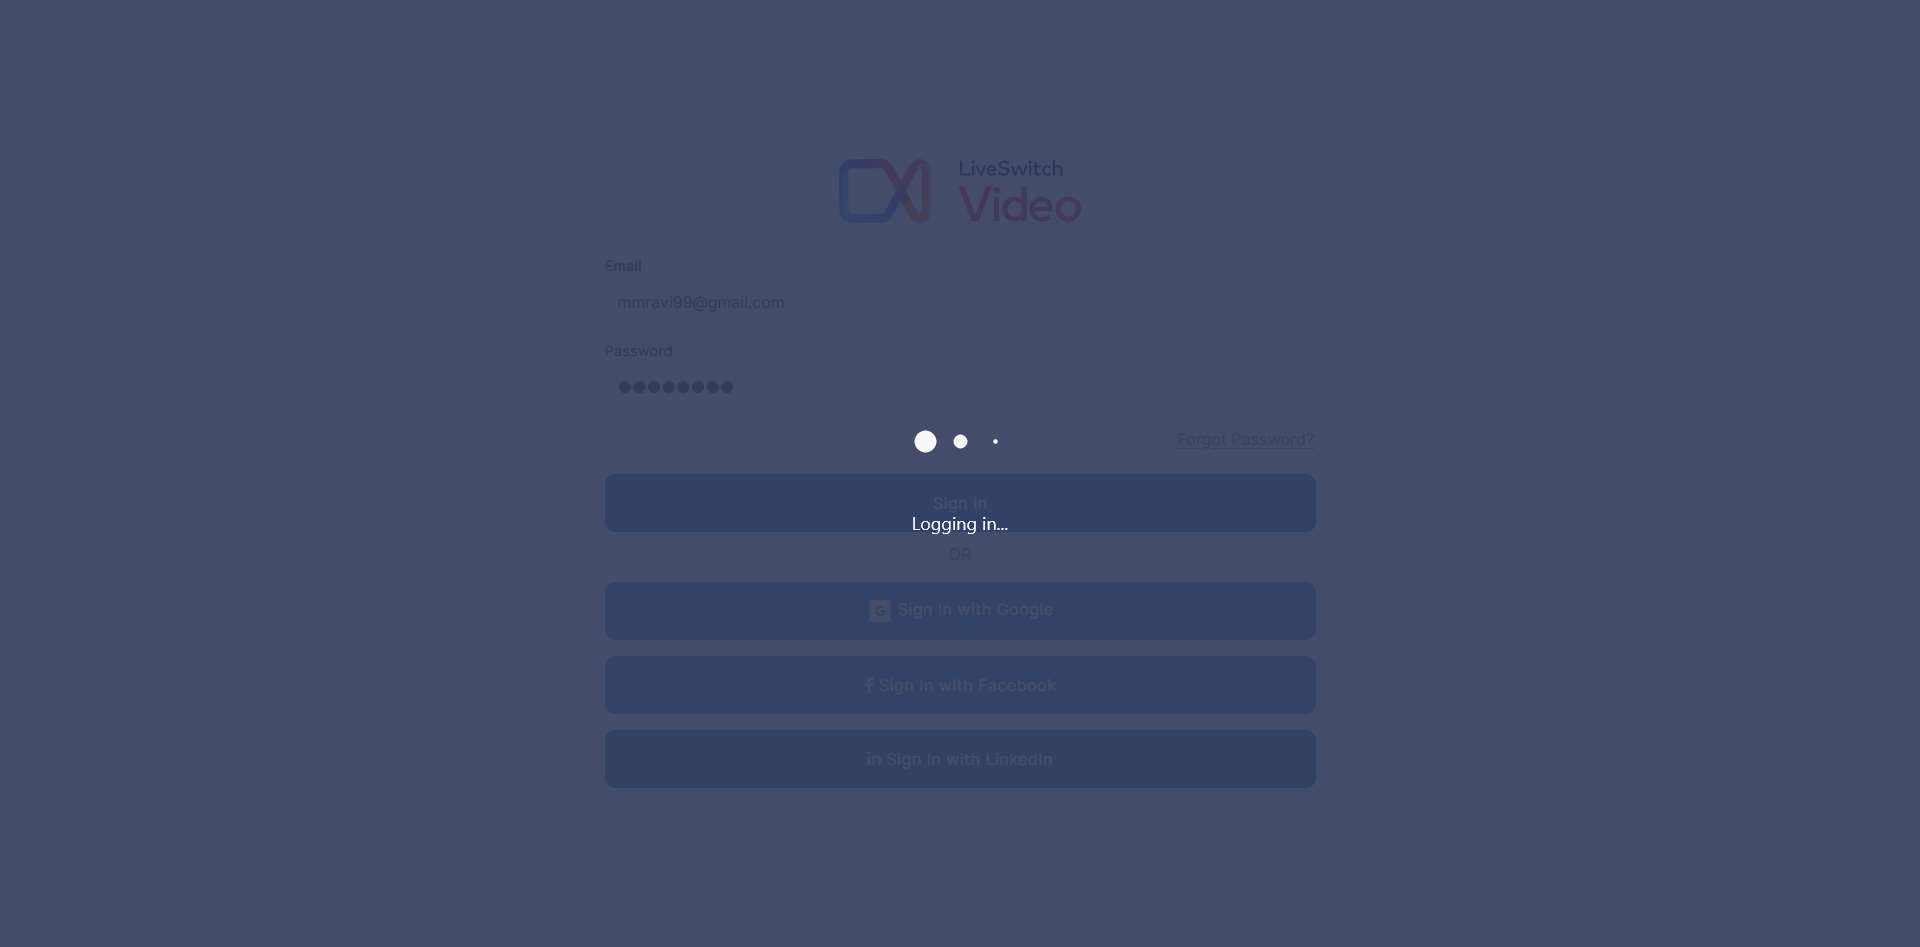 LiveSwitch
Video
Email
mmravi99@gmail.com
Password
Forgot Password?
Sign In
Logging in...
OR
G Sign In with Google
f Sign In with Facebook
in Sign In with LinkedIn